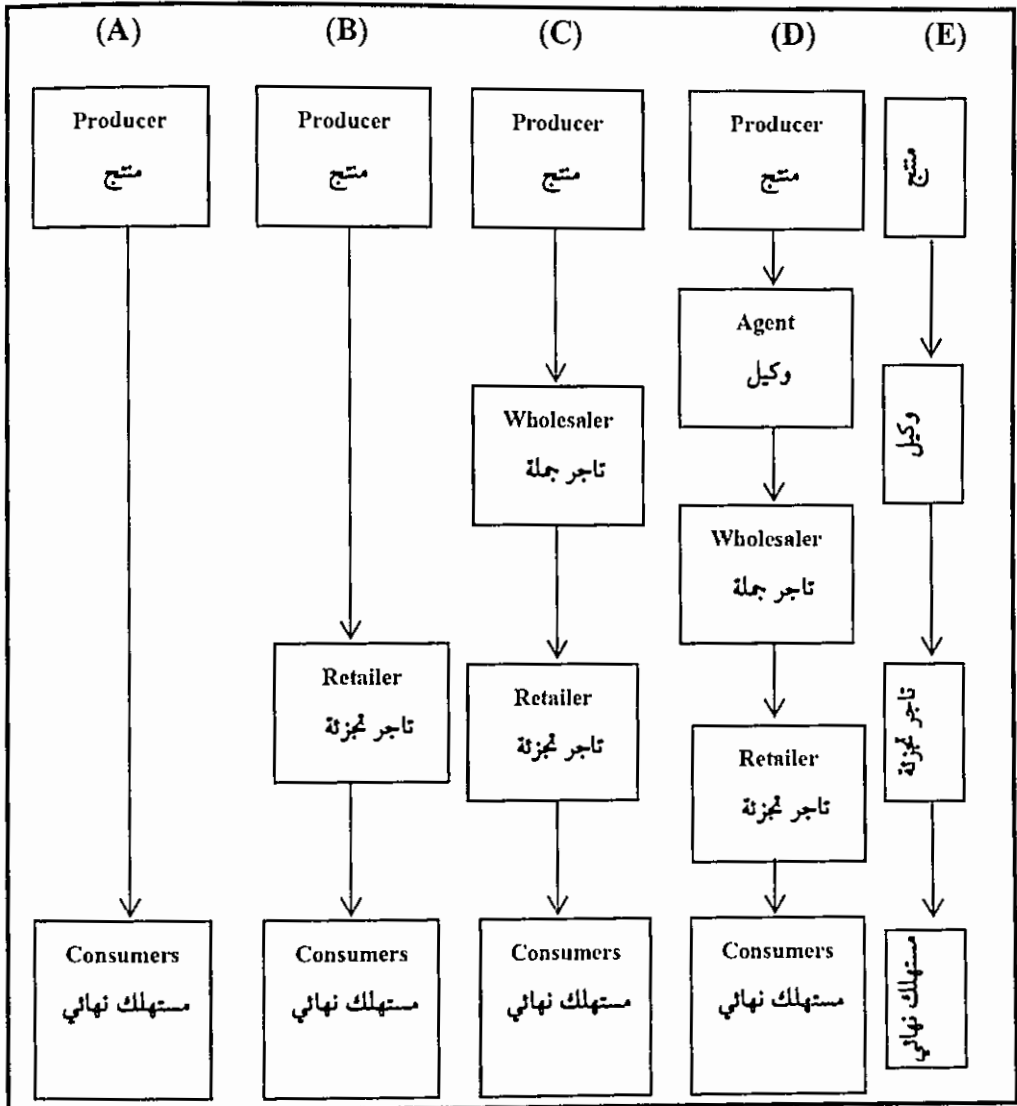 (A)
(B)
(C)
(D)
(E)
Producer
منتج
Producer
منتج
Producer
منتج
Producer
منتج
منتج
Agent
وكيل
وكيل
Wholesaler
تاجر جملة
Wholesaler
تاجر جملة
Retailer
تاجر تجزئة
Retailer
تاجر تجزئة
Retailer
تاجر تجزئة
تاجر تجزئة
Consumers
مستهلك نهائي
Consumers
مستهلك نهائي
Consumers
مستهلك نهائي
Consumers
مستهلك نهائي
مستهلك نهائي